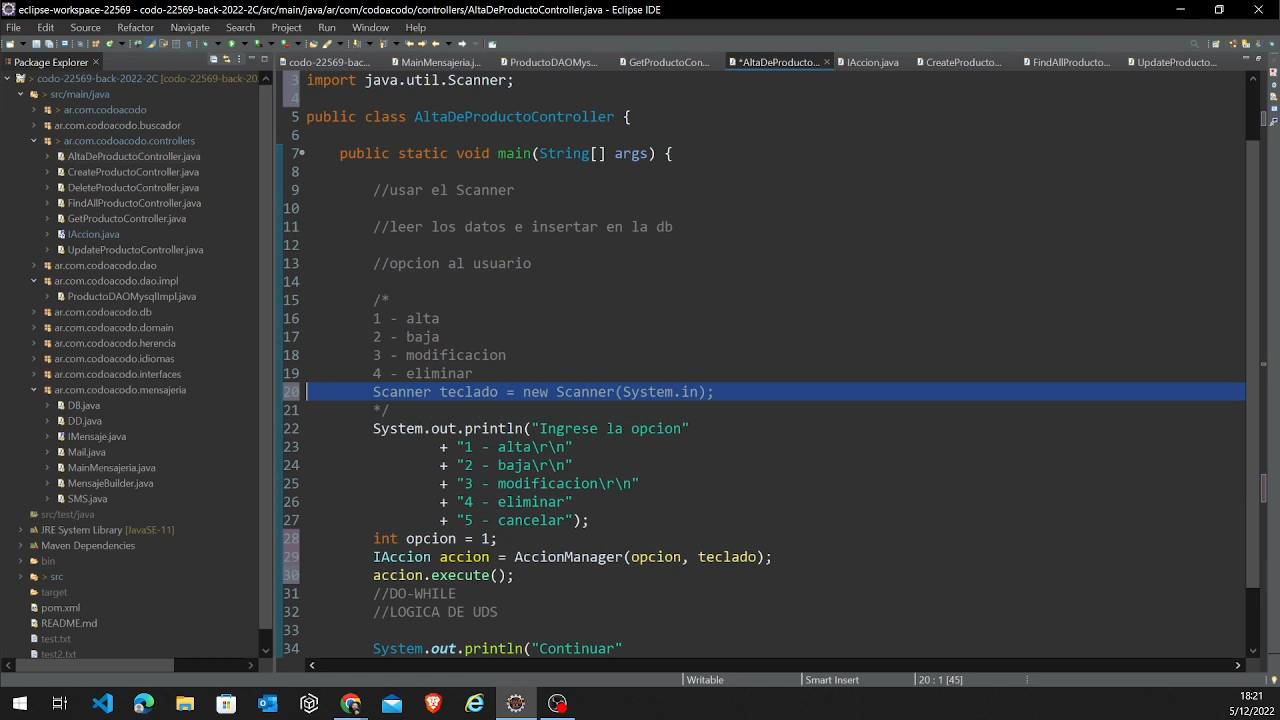 eclipse-workspace-22569 - codo-22569-back-2022-2C/src/main/java/ar/com/codoacodo/controllers/AltaDeProductoController.java - Eclipse IDE
File Edit Source Refactor Navigate Search Project Run Window Help
Package Explorer
codo-22569-bac...
MainMensajeria.j...
ProductoDAOMys...
GetProductoCon...
*AltaDeProducto...
IAccion.java
CreateProducto...
FindAllProducto...
UpdateProducto...
> codo-22569-back-2022-2C [codo-22569-back-20
> src/main/java
> ar.com.codoacodo
ar.com.codoacodo.buscador
> ar.com.codoacodo.controllers
AltaDeProductoController.java
CreateProductoController.java
DeleteProductoController.java
FindAllProductoController.java
GetProductoController.java
IAccion.java
UpdateProductoController.java
ar.com.codoacodo.dao
ar.com.codoacodo.dao.impl
ProductoDAOMysqlImpl.java
ar.com.codoacodo.db
ar.com.codoacodo.domain
ar.com.codoacodo.herencia
ar.com.codoacodo.idiomas
ar.com.codoacodo.interfaces
ar.com.codoacodo.mensajeria
DB.java
DD.java
IMensaje.java
Mail.java
MainMensajeria.java
MensajeBuilder.java
SMS.java
src/test/java
JRE System Library [JavaSE-11]
Maven Dependencies
bin
> src
target
pom.xml
README.md
test.txt
test2.txt
3 import java.util.Scanner;
4
5 public class AltaDeProductoController {
6
7 public static void main(String[] args) {
8
9 //usar el Scanner
10
11 //leer los datos e insertar en la db
12
13 //opcion al usuario
14
15 /*
16 1 - alta
17 2 - baja
18 3 - modificacion
19 4 - eliminar
20 Scanner teclado = new Scanner(System.in);
21 */
22 System.out.println("Ingrese la opcion"
23 + "1 - alta\r\n"
24 + "2 - baja\r\n"
25 + "3 - modificacion\r\n"
26 + "4 - eliminar"
27 + "5 - cancelar");
28 int opcion = 1;
29 IAccion accion = AccionManager(opcion, teclado);
30 accion.execute();
31 //DO-WHILE
32 //LOGICA DE UDS
33
34 System.out.println("Continuar"
Writable
Smart Insert
20 : 1 [45]
18:21
5/12/2022